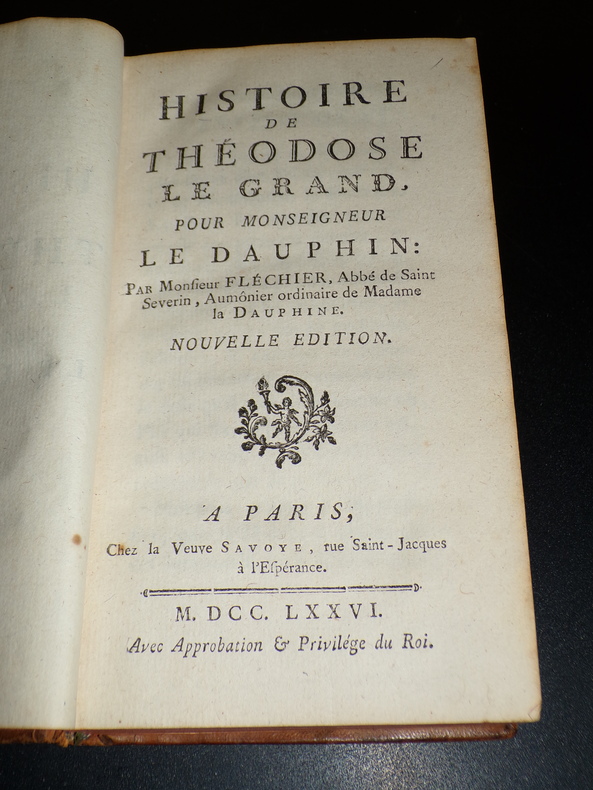 HISTOIRE
DE
THÉODOSE
LE GRAND,
POUR MONSEIGNEUR
LE DAUPHIN:
PAR Monſieur FLÉCHIER, Abbé de Saint
Severin, Aumônier ordinaire de Madame
la DAUPHINE.
NOUVELLE EDITION.
A PARIS,
Chez la Veuve SAVOYE, rue Saint-Jacques
à l'Eſpérance.
M. DCC. LXXVI.
Avec Approbation & Privilége du Roi.